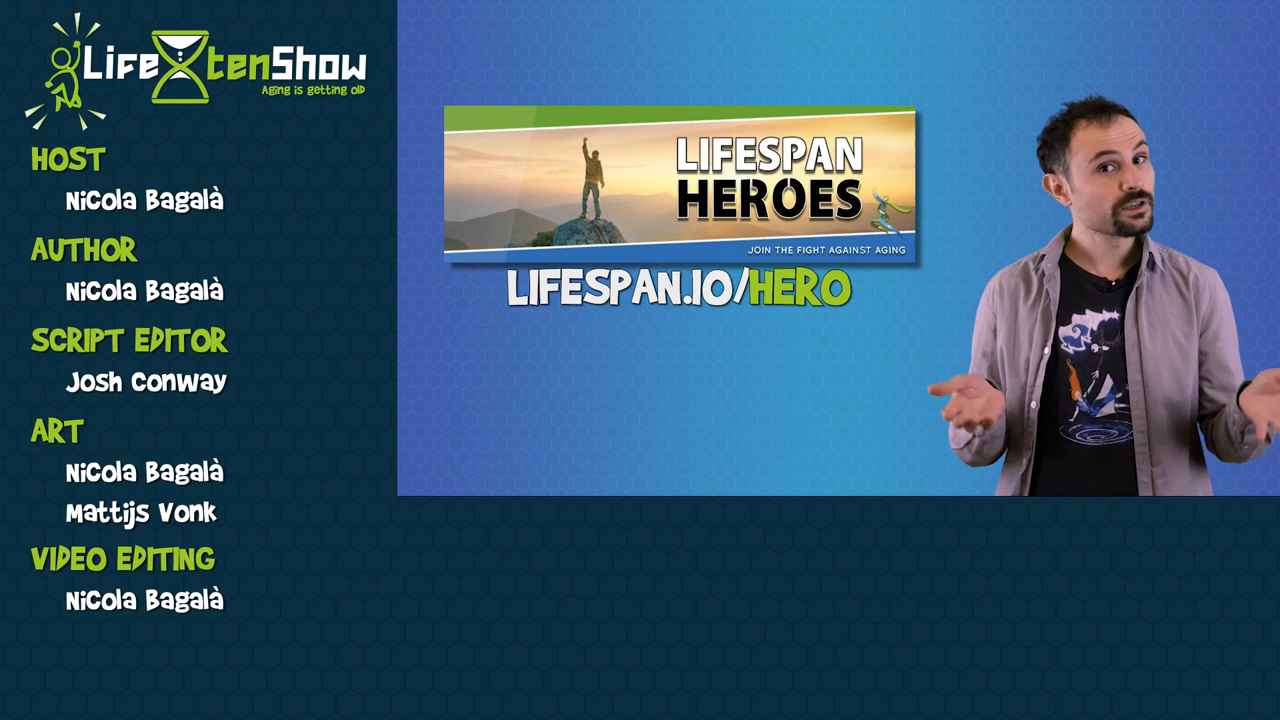 LifeXtenShow
Aging is getting old
HOST
Nicola Bagalà
AUTHOR
Nicola Bagalà
SCRIPT EDITOR
Josh Conway
ART
Nicola Bagalà
Mattijs Vonk
VIDEO EDITING
Nicola Bagalà
LIFESPAN
HEROES
JOIN THE FIGHT AGAINST AGING
LIFESPAN.IO/HERO